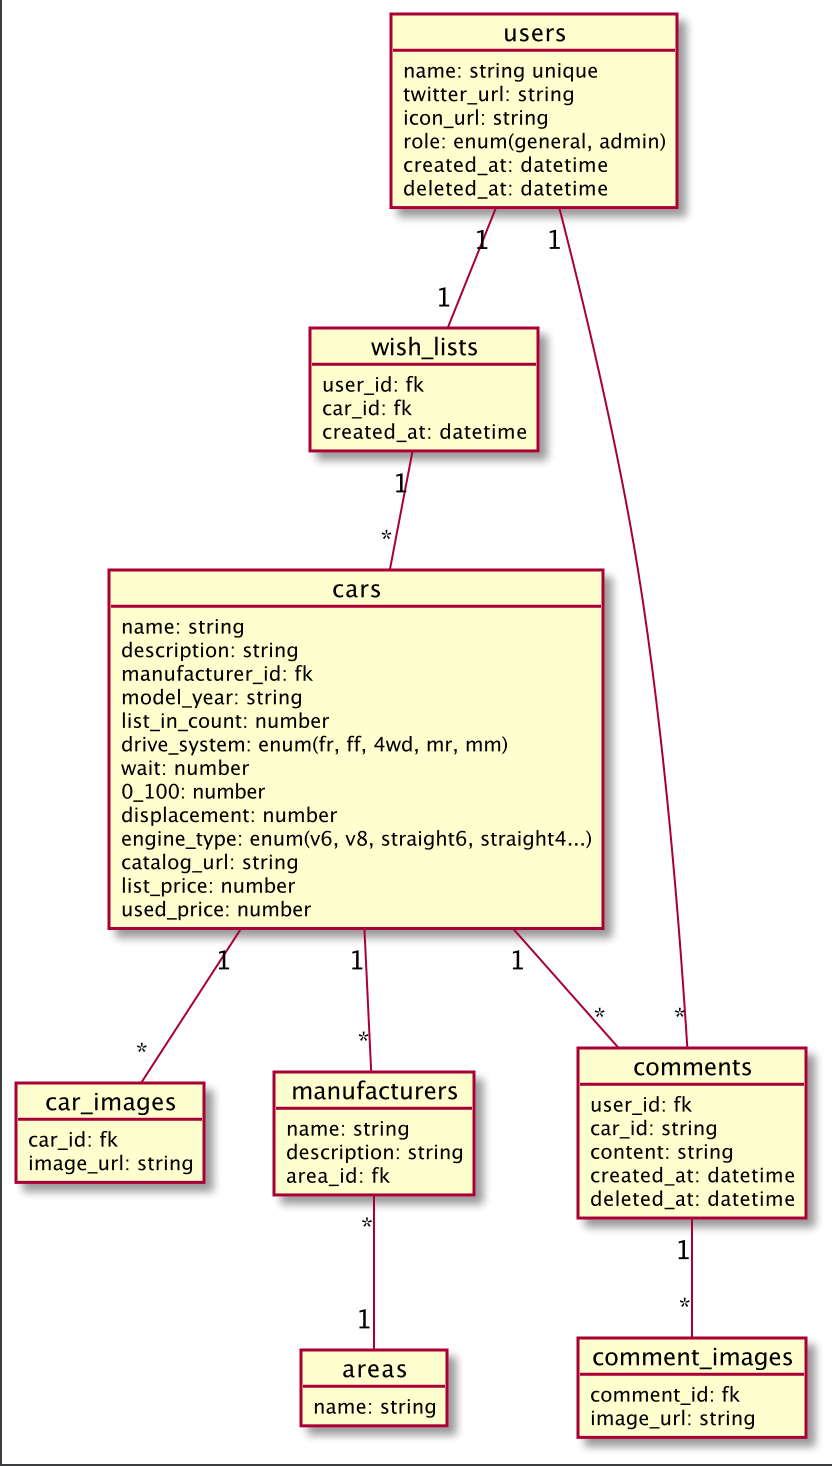 users
name: string unique
twitter_url: string
icon_url: string
role: enum(general, admin)
created_at: datetime
deleted_at: datetime
1
1
1
wish_lists
user_id: fk
car_id: fk
created_at: datetime
1
*
cars
name: string
description: string
manufacturer_id: fk
model_year: string
list_in_count: number
drive_system: enum(fr, ff, 4wd, mr, mm)
wait: number
0_100: number
displacement: number
engine_type: enum(v6, v8, straight6, straight4...)
catalog_url: string
list_price: number
used_price: number
1
1
1
*
*
*
*
car_images
car_id: fk
image_url: string
manufacturers
name: string
description: string
area_id: fk
comments
user_id: fk
car_id: string
content: string
created_at: datetime
deleted_at: datetime
*
1
1
*
areas
name: string
comment_images
comment_id: fk
image_url: string